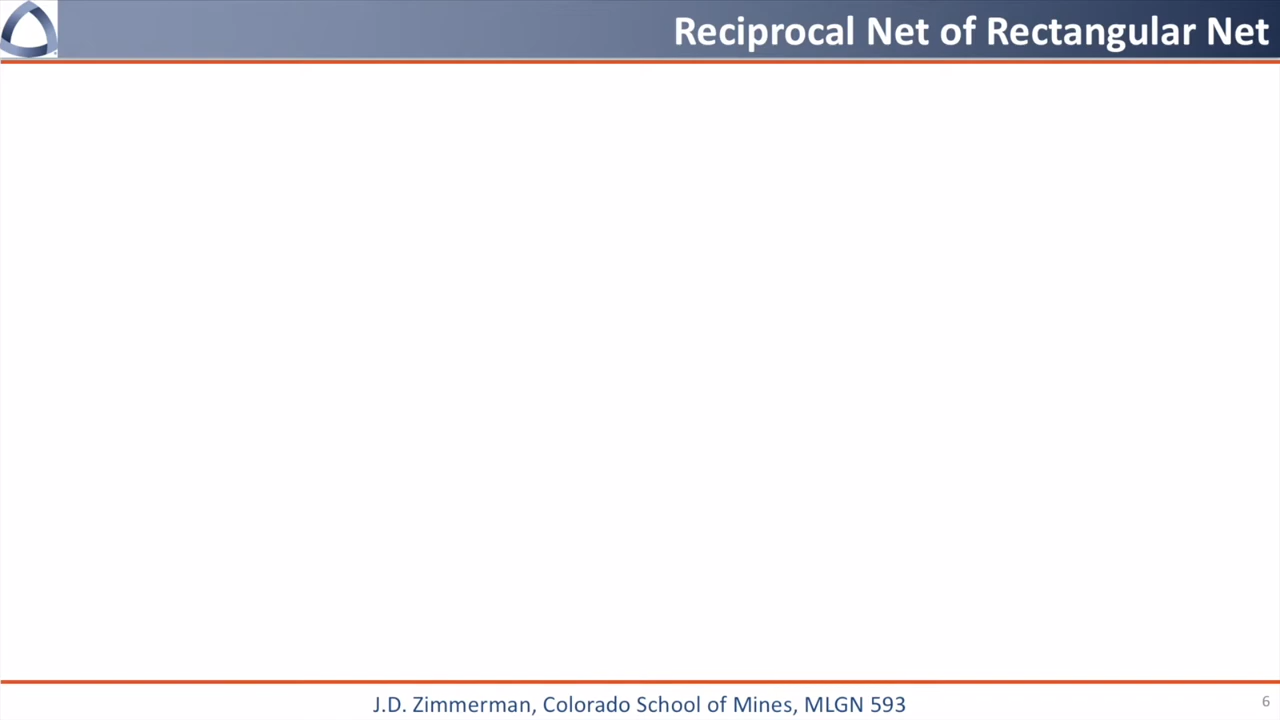 Reciprocal Net of Rectangular Net
J.D. Zimmerman, Colorado School of Mines, MLGN 593
6